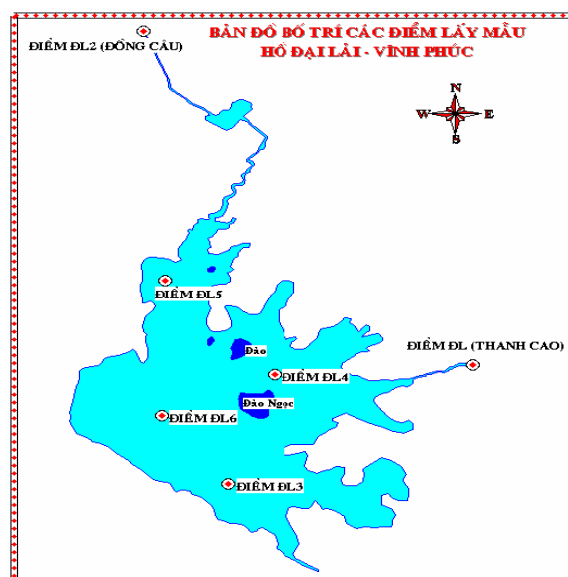 BẢN ĐỒ BỐ TRÍ CÁC ĐIỂM LẤY MẪU
HỒ ĐẠI LẢI - VĨNH PHÚC
ĐIỂM ĐL2 (ĐỒNG CÂU)
N
W E
S
ĐIỂM ĐL5
Đảo
ĐIỂM ĐL (THANH CAO)
ĐIỂM ĐL4
Đảo Ngọc
ĐIỂM ĐL6
ĐIỂM ĐL3